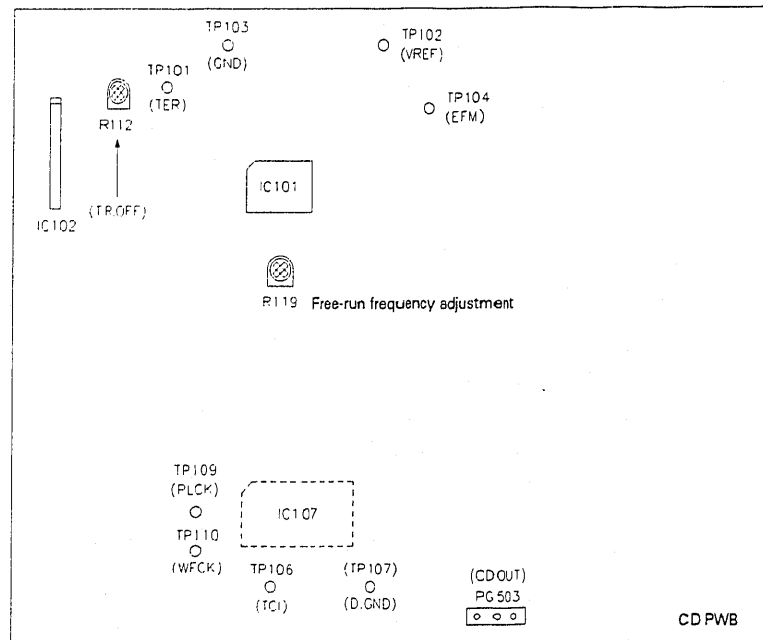 TP103
(GND)
TP102
(VREF)
TP101
(TER)
TP104
(EFM)
R112
(TR.OFF)
IC102
IC101
R119 Free-run frequency adjustment
TP109
(PLCK)
IC107
TP110
(WFCK)
TP106
(TCI)
(TP107)
(D.GND)
(CD OUT)
PG503
CD PWB